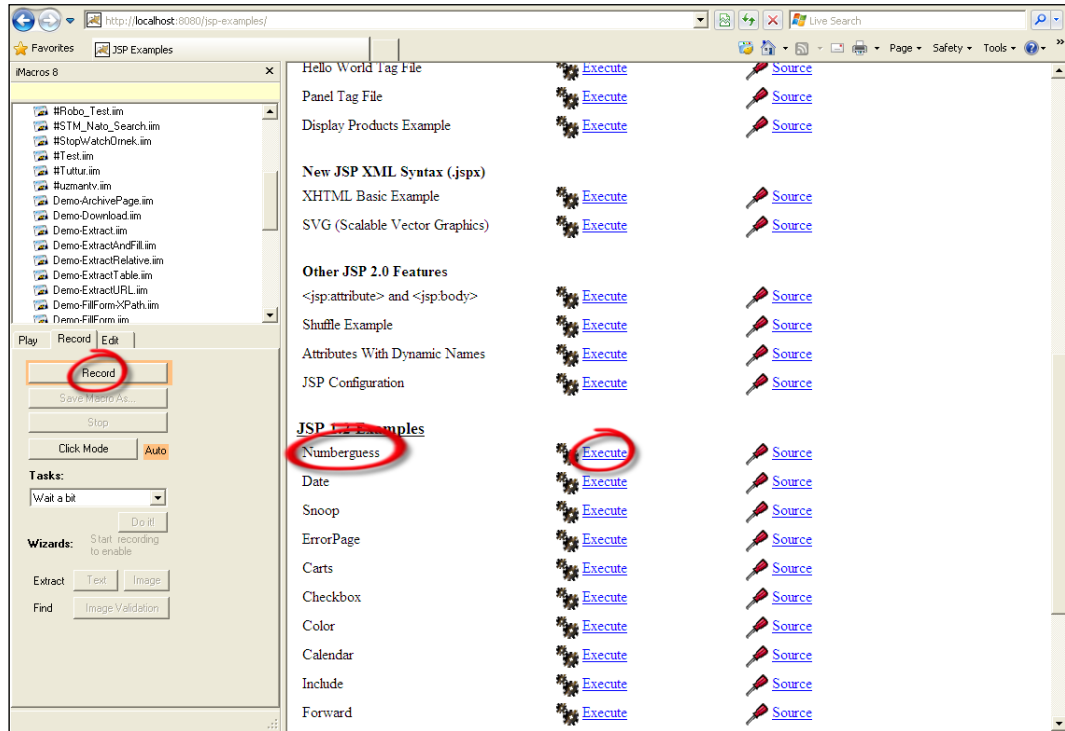 http://localhost:8080/jsp-examples/
Live Search
Favorites
JSP Examples
Page
Safety
Tools
»
iMacros 8
×
#Robo_Test.iim
#STM_Nato_Search.iim
#StopWatchOrnek.iim
#Test.iim
#Tuttur.iim
#uzmantv.iim
Demo-ArchivePage.iim
Demo-Download.iim
Demo-Extract.iim
Demo-ExtractAndFill.iim
Demo-ExtractRelative.iim
Demo-ExtractTable.iim
Demo-ExtractURL.iim
Demo-FillForm-XPath.iim
Demo-FillForm.iim
Play Record Edit
Record
Save Macro As...
Stop
Click Mode Auto
Tasks:
Wait a bit
Do it!
Wizards: Start recording
to enable
Extract Text Image
Find Image Validation
Hello World Tag File Execute Source
Panel Tag File Execute Source
Display Products Example Execute Source
New JSP XML Syntax (.jspx)
XHTML Basic Example Execute Source
SVG (Scalable Vector Graphics) Execute Source
Other JSP 2.0 Features
<jsp:attribute> and <jsp:body> Execute Source
Shuffle Example Execute Source
Attributes With Dynamic Names Execute Source
JSP Configuration Execute Source
JSP 1.2 Examples
Numberguess Execute Source
Date Execute Source
Snoop Execute Source
ErrorPage Execute Source
Carts Execute Source
Checkbox Execute Source
Color Execute Source
Calendar Execute Source
Include Execute Source
Forward Execute Source